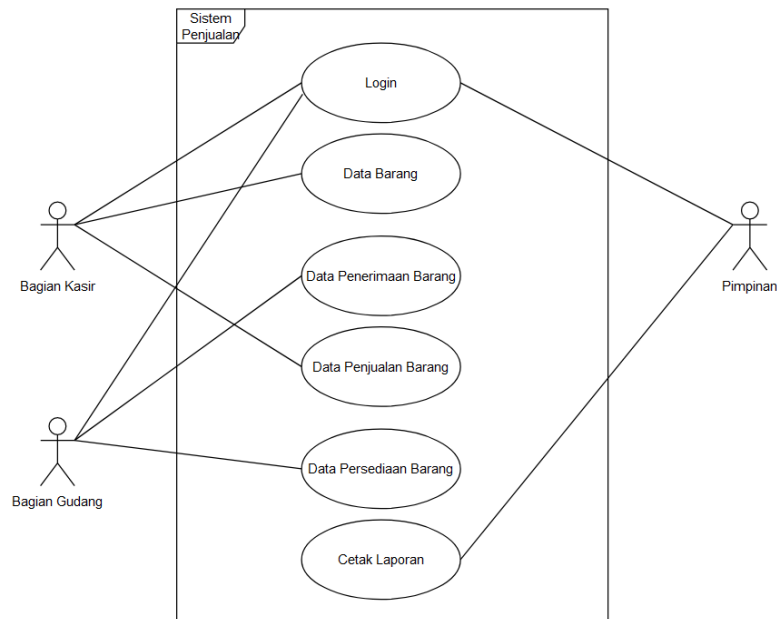 Sistem
Penjualan
Login
Data Barang
Bagian Kasir
Data Penerimaan Barang
Pimpinan
Data Penjualan Barang
Bagian Gudang
Data Persediaan Barang
Cetak Laporan